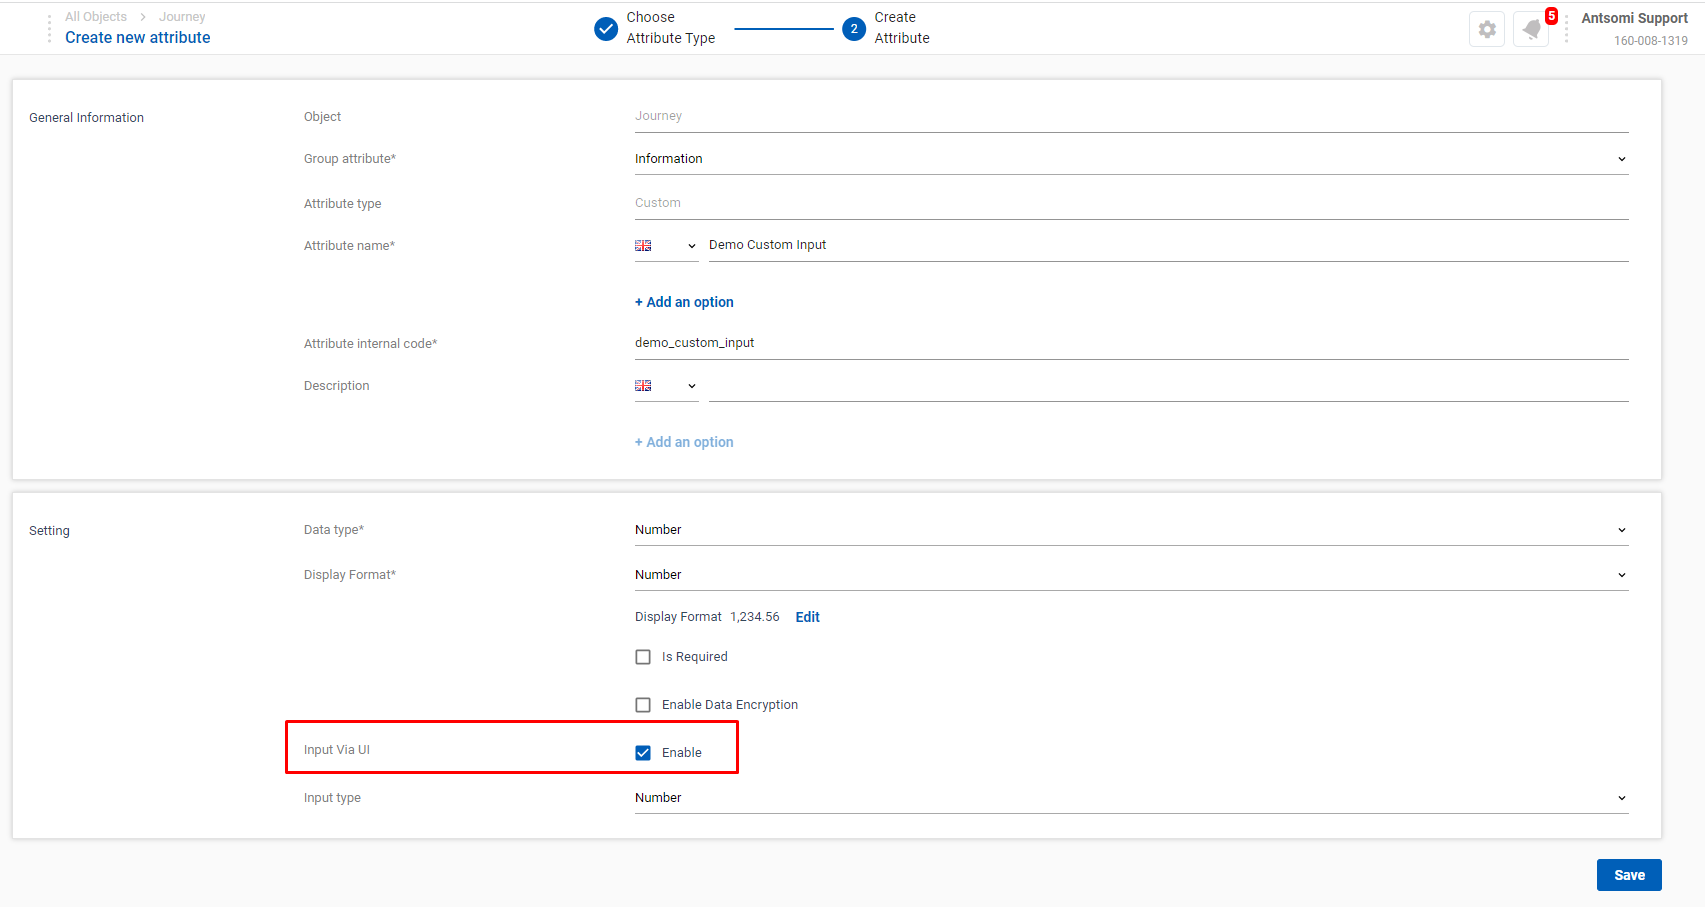 All Objects > Journey
Create new attribute
Choose
Attribute Type
2
Create
Attribute
5
Antsomi Support
160-008-1319
General Information
Object
Journey
Group attribute*
Information
Attribute type
Custom
Attribute name*
Demo Custom Input
+ Add an option
Attribute internal code*
demo_custom_input
Description
+ Add an option
Setting
Data type*
Number
Display Format*
Number
Display Format 1,234.56 Edit
Is Required
Enable Data Encryption
Input Via UI
Enable
Input type
Number
Save